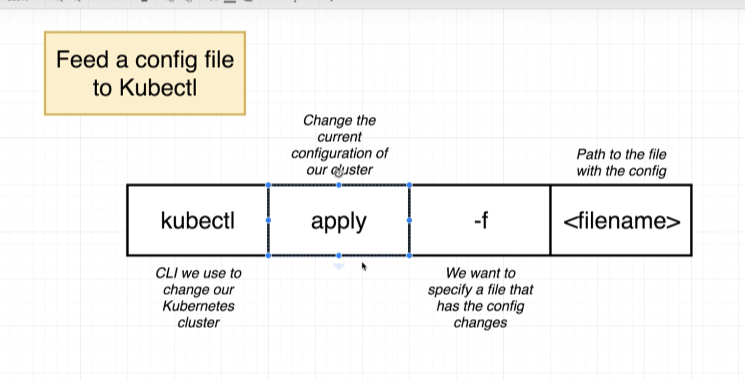 Feed a config file
to Kubectl
Change the
current
configuration of
our cluster
Path to the file
with the config
kubectl
apply
-f
<filename>
CLI we use to
change our
Kubernetes
cluster
We want to
specify a file that
has the config
changes